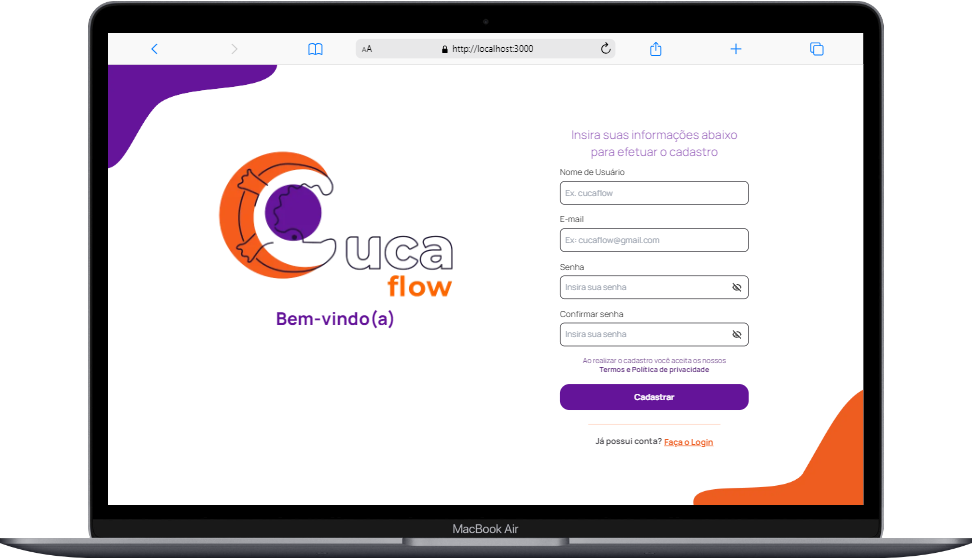 AA
http://localhost:3000
Insira suas informações abaixo
para efetuar o cadastro
Nome de Usuário
Ex. cucaflow
E-mail
Ex: cucaflow@gmail.com
Senha
Insira sua senha
Confirmar senha
Insira sua senha
Ao realizar o cadastro você aceita os nossos
Termos e Política de privacidade
Cadastrar
Já possui conta? Faça o Login
Cuca
flow
Bem-vindo(a)
MacBook Air